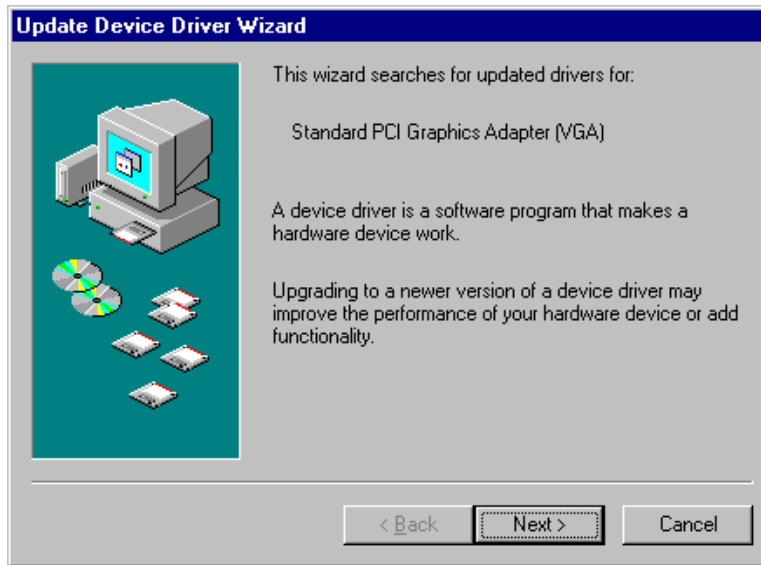 Update Device Driver Wizard
This wizard searches for updated drivers for:
Standard PCI Graphics Adapter (VGA)
A device driver is a software program that makes a
hardware device work.
Upgrading to a newer version of a device driver may
improve the performance of your hardware device or add
functionality.
< Back
Next >
Cancel